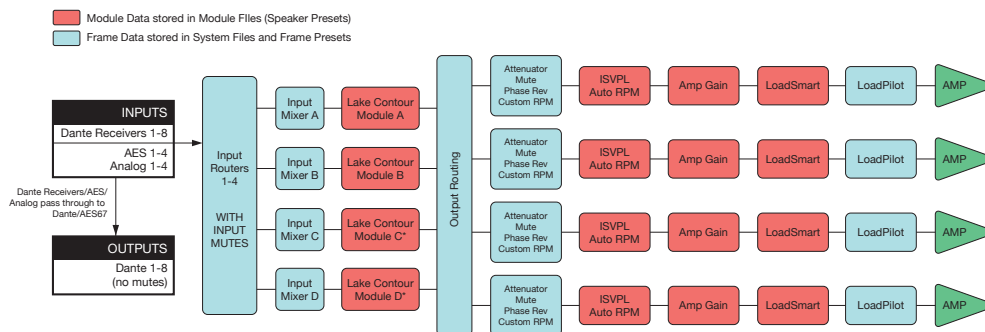 Module Data stored in Module FIles (Speaker Presets)
Frame Data stored in System Files and Frame Presets
INPUTS
Dante Receivers 1-8
AES 1-4
Analog 1-4
Dante Receivers/AES/
Analog pass through to
Dante/AES67
OUTPUTS
Dante 1-8
(no mutes)
Input
Routers
1-4
WITH
INPUT
MUTES
Input
Mixer A
Lake Contour
Module A
Input
Mixer B
Lake Contour
Module B
Input
Mixer C
Lake Contour
Module C*
Input
Mixer D
Lake Contour
Module D*
Output Routing
Attenuator
Mute
Phase Rev
Custom RPM
ISVPL
Auto RPM
Amp Gain
LoadSmart
LoadPilot
AMP
Attenuator
Mute
Phase Rev
Custom RPM
ISVPL
Auto RPM
Amp Gain
LoadSmart
LoadPilot
AMP
Attenuator
Mute
Phase Rev
Custom RPM
ISVPL
Auto RPM
Amp Gain
LoadSmart
LoadPilot
AMP
Attenuator
Mute
Phase Rev
Custom RPM
ISVPL
Auto RPM
Amp Gain
LoadSmart
LoadPilot
AMP